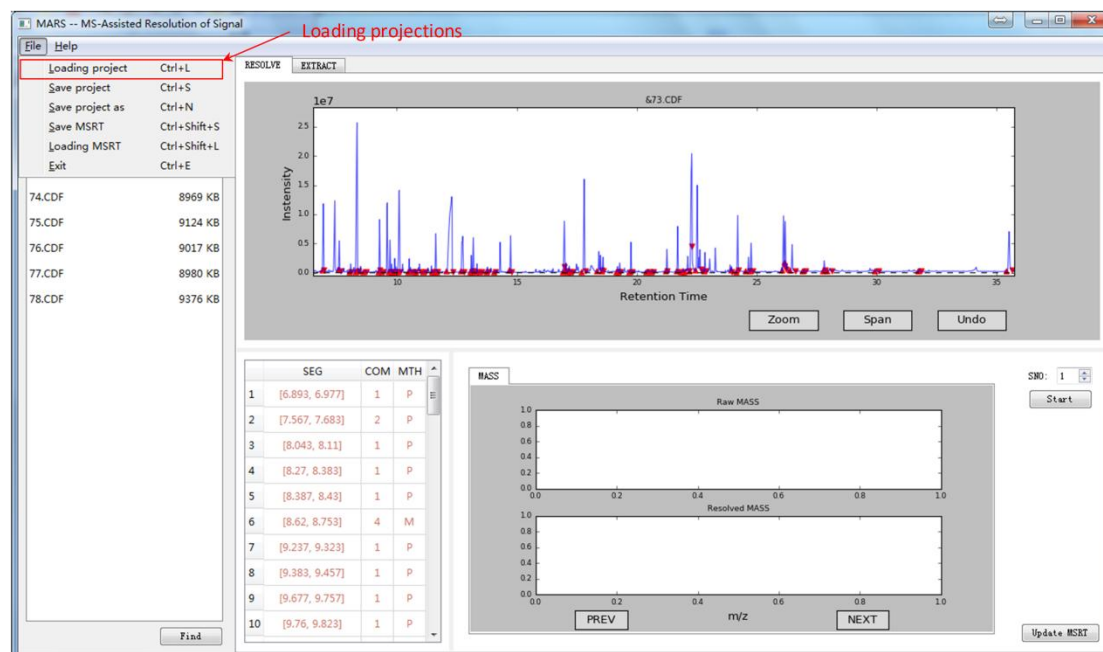 MARS -- MS-Assisted Resolution of Signal
Loading projections
File Help
Loading project Ctrl+L
Save project Ctrl+S
Save project as Ctrl+N
Save MSRT Ctrl+Shift+S
Loading MSRT Ctrl+Shift+L
Exit Ctrl+E
74.CDF 8969 KB
75.CDF 9124 KB
76.CDF 9017 KB
77.CDF 8980 KB
78.CDF 9376 KB
Find
RESOLVE EXTRACT
1e7
&73.CDF
Instensity
2.5
2.0
1.5
1.0
0.5
0.0
10 15 20 25 30 35
Retention Time
Zoom Span Undo
SEG COM MTH
1 [6.893, 6.977] 1 P
2 [7.567, 7.683] 2 P
3 [8.043, 8.11] 1 P
4 [8.27, 8.383] 1 P
5 [8.387, 8.43] 1 P
6 [8.62, 8.753] 4 M
7 [9.237, 9.323] 1 P
8 [9.383, 9.457] 1 P
9 [9.677, 9.757] 1 P
10 [9.76, 9.823] 1 P
MASS
Raw MASS
1.0
0.8
0.6
0.4
0.2
0.0
0.0 0.2 0.4 0.6 0.8 1.0
Resolved MASS
1.0
0.8
0.6
0.4
0.2
0.0
0.0 0.2 0.4 0.6 0.8 1.0
PREV m/z NEXT
SNO: 1
Start
Update MSRT